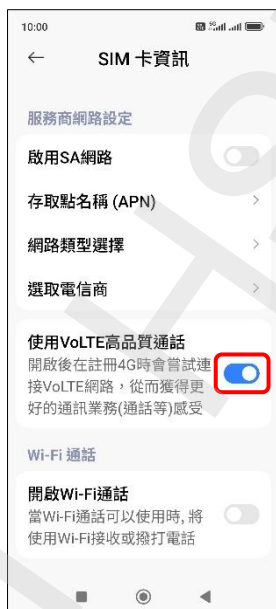 10:00
5G
SIM 卡資訊
服務商網路設定
啟用SA網路
存取點名稱 (APN)
網路類型選擇
選取電信商
使用VoLTE高品質通話
開啟後在註冊4G時會嘗試連
接VoLTE網路，從而獲得更
好的通訊業務(通話等)感受
Wi-Fi 通話
開啟Wi-Fi通話
當Wi-Fi通話可以使用時, 將
使用Wi-Fi接收或撥打電話